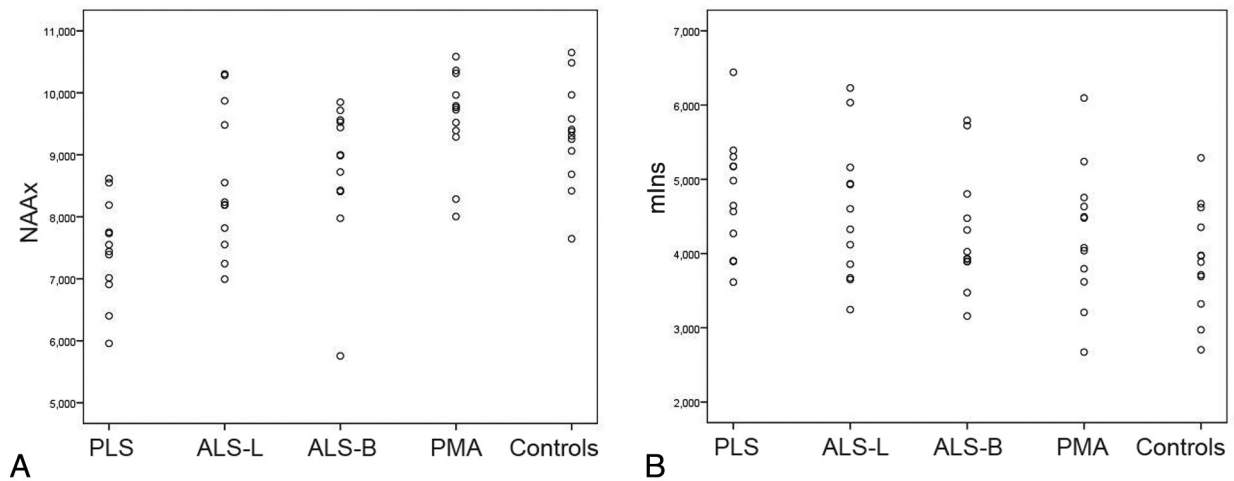 11,000
10,000
9,000
8,000
7,000
6,000
5,000
NAAx
PLS ALS-L ALS-B PMA Controls
A
7,000
6,000
5,000
4,000
3,000
2,000
mIns
PLS ALS-L ALS-B PMA Controls
B